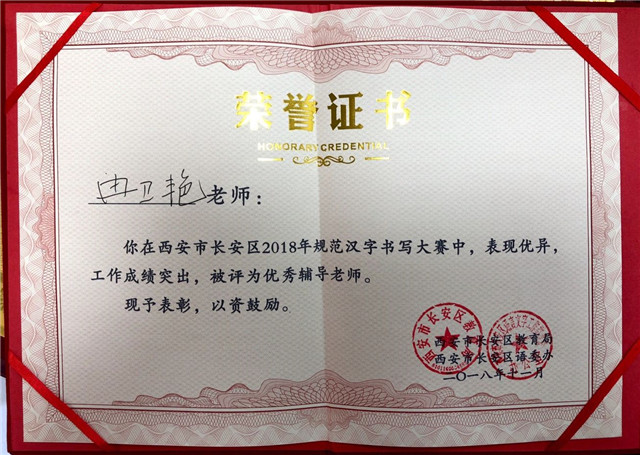 荣誉证书
HONORARY CREDENTIAL
卫艳老师：
你在西安市长安区2018年规范汉字书写大赛中，表现优异，
工作成绩突出，被评为优秀辅导老师。
现予表彰，以资鼓励。
西安市长安区教育局
西安市长安区语委办
二〇一八年十一月